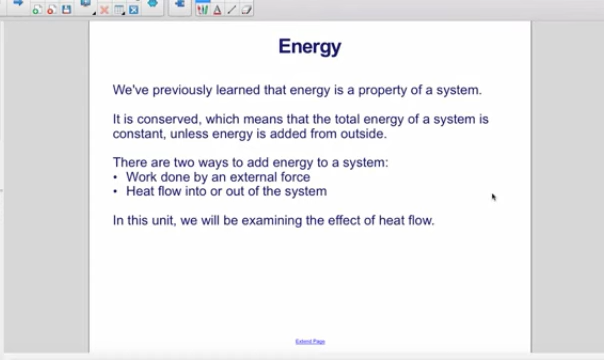 Energy
We've previously learned that energy is a property of a system.
It is conserved, which means that the total energy of a system is
constant, unless energy is added from outside.
There are two ways to add energy to a system:
• Work done by an external force
• Heat flow into or out of the system
In this unit, we will be examining the effect of heat flow.
Extend Page